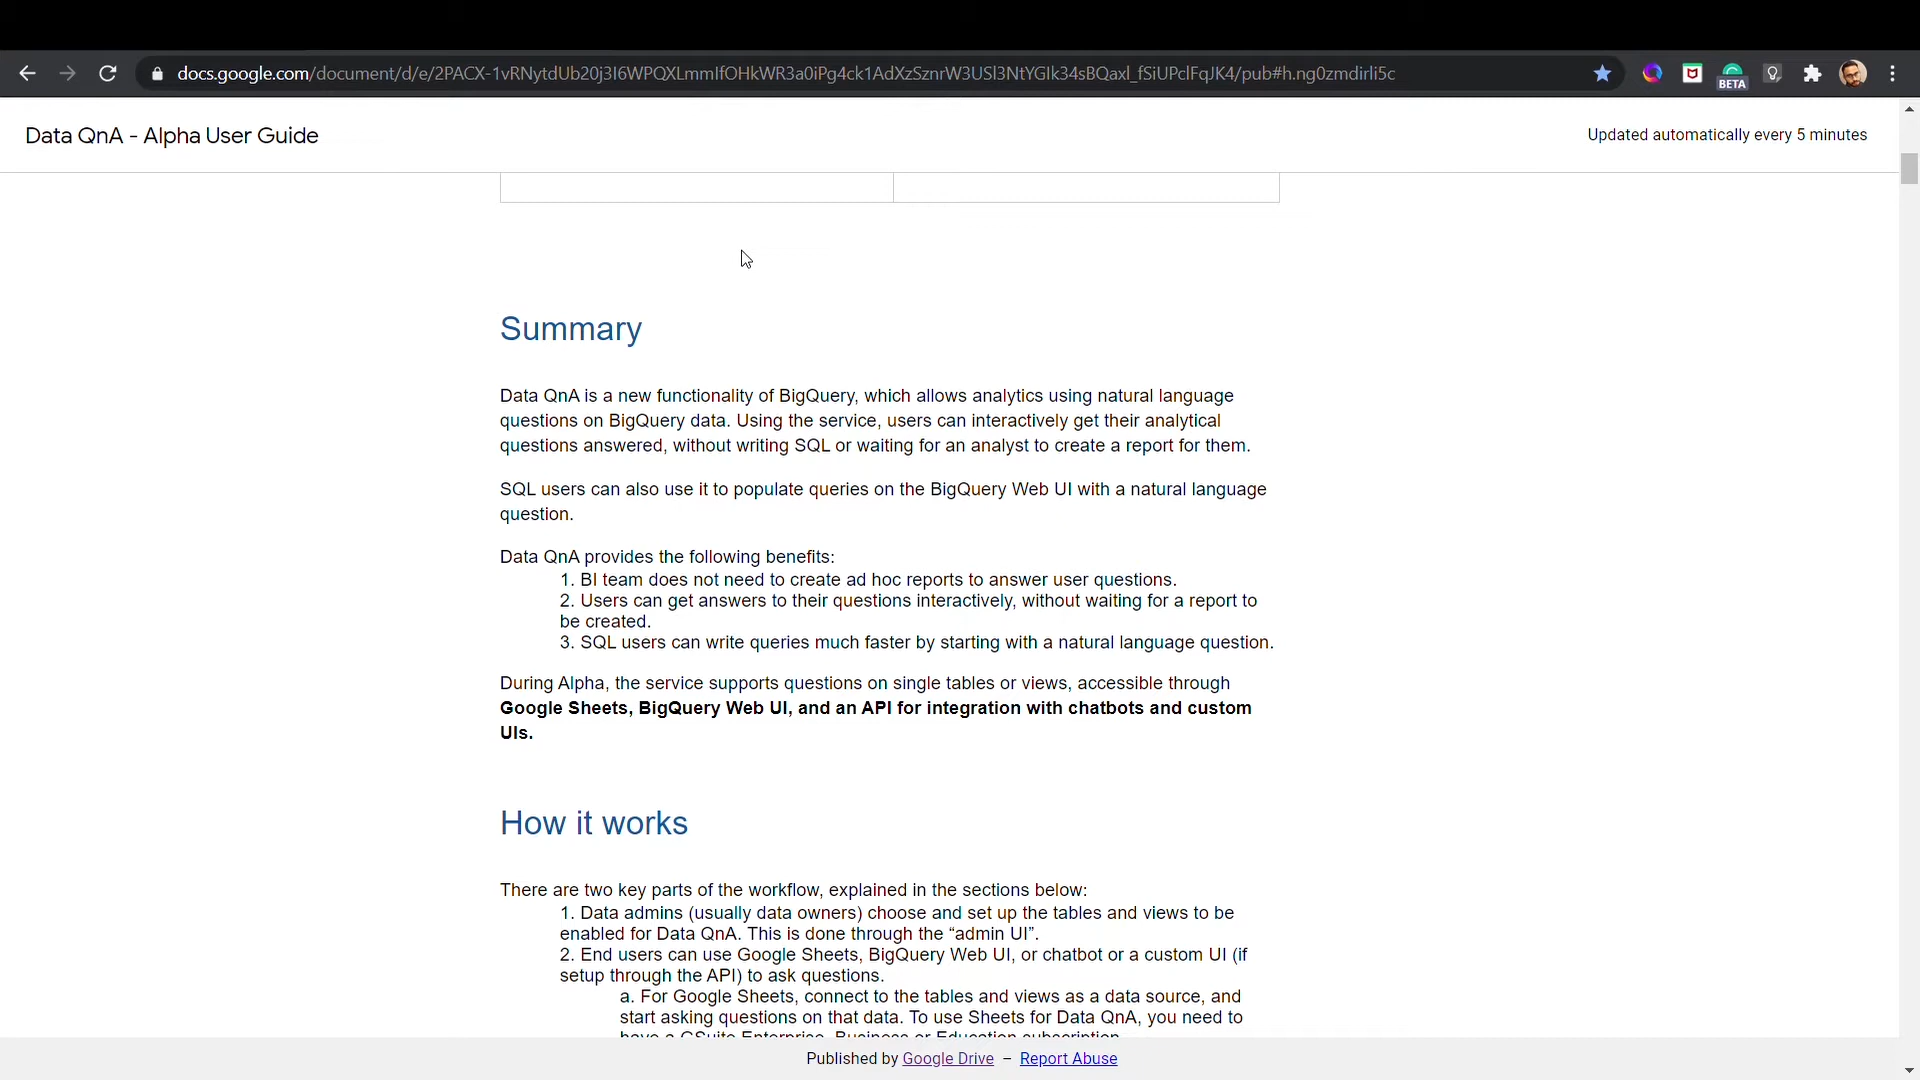 docs.google.com/document/d/e/2PACX-1vRNytdUb20j3I6WPQXLmmIfOHkWR3a0iPg4ck1AdXzSznrW3USl3NtYGIk34sBQaxl_fSiUPclFqJK4/pub#h.ng0zmdirli5c
BETA
Data QnA - Alpha User Guide
Updated automatically every 5 minutes
Summary
Data QnA is a new functionality of BigQuery, which allows analytics using natural language
questions on BigQuery data. Using the service, users can interactively get their analytical
questions answered, without writing SQL or waiting for an analyst to create a report for them.
SQL users can also use it to populate queries on the BigQuery Web UI with a natural language
question.
Data QnA provides the following benefits:
1. BI team does not need to create ad hoc reports to answer user questions.
2. Users can get answers to their questions interactively, without waiting for a report to
be created.
3. SQL users can write queries much faster by starting with a natural language question.
During Alpha, the service supports questions on single tables or views, accessible through
Google Sheets, BigQuery Web UI, and an API for integration with chatbots and custom
UIs.
How it works
There are two key parts of the workflow, explained in the sections below:
1. Data admins (usually data owners) choose and set up the tables and views to be
enabled for Data QnA. This is done through the “admin UI”.
2. End users can use Google Sheets, BigQuery Web UI, or chatbot or a custom UI (if
setup through the API) to ask questions.
a. For Google Sheets, connect to the tables and views as a data source, and
start asking questions on that data. To use Sheets for Data QnA, you need to
have a GSuite Enterprise, Business or Education subscription
Published by Google Drive – Report Abuse